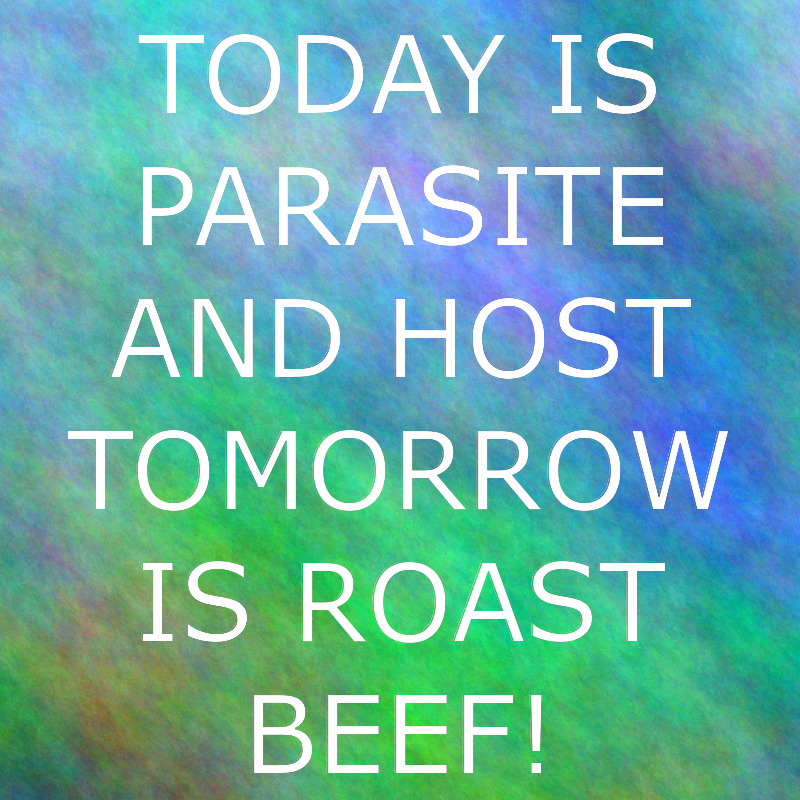 TODAY IS
PARASITE
AND HOST
TOMORROW
IS ROAST
BEEF!